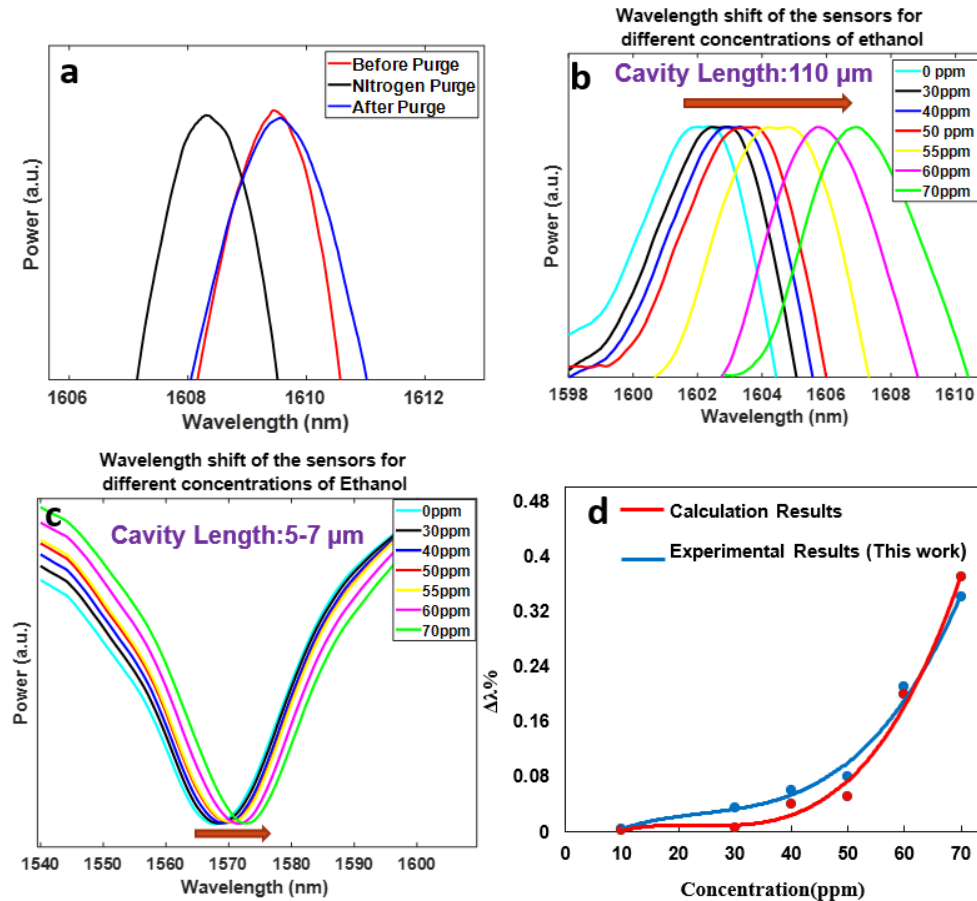 a
Before Purge
NItrogen Purge
After Purge
Power (a.u.)
1606
1608
1610
1612
Wavelength (nm)
Wavelength shift of the sensors for
different concentrations of ethanol
b
Cavity Length:110 μm
0 ppm
30ppm
40ppm
50 ppm
55ppm
60ppm
70ppm
Power (a.u.)
1598
1600
1602
1604
1606
1608
1610
Wavelength (nm)
Wavelength shift of the sensors for
different concentrations of Ethanol
c
Cavity Length:5-7 μm
0ppm
30ppm
40ppm
50ppm
55ppm
60ppm
70ppm
Power (a.u.)
1540
1550
1560
1570
1580
1590
1600
Wavelength (nm)
d
Calculation Results
Experimental Results (This work)
Δλ%
0.48
0.4
0.32
0.24
0.16
0.08
0
0
10
20
30
40
50
60
70
Concentration(ppm)